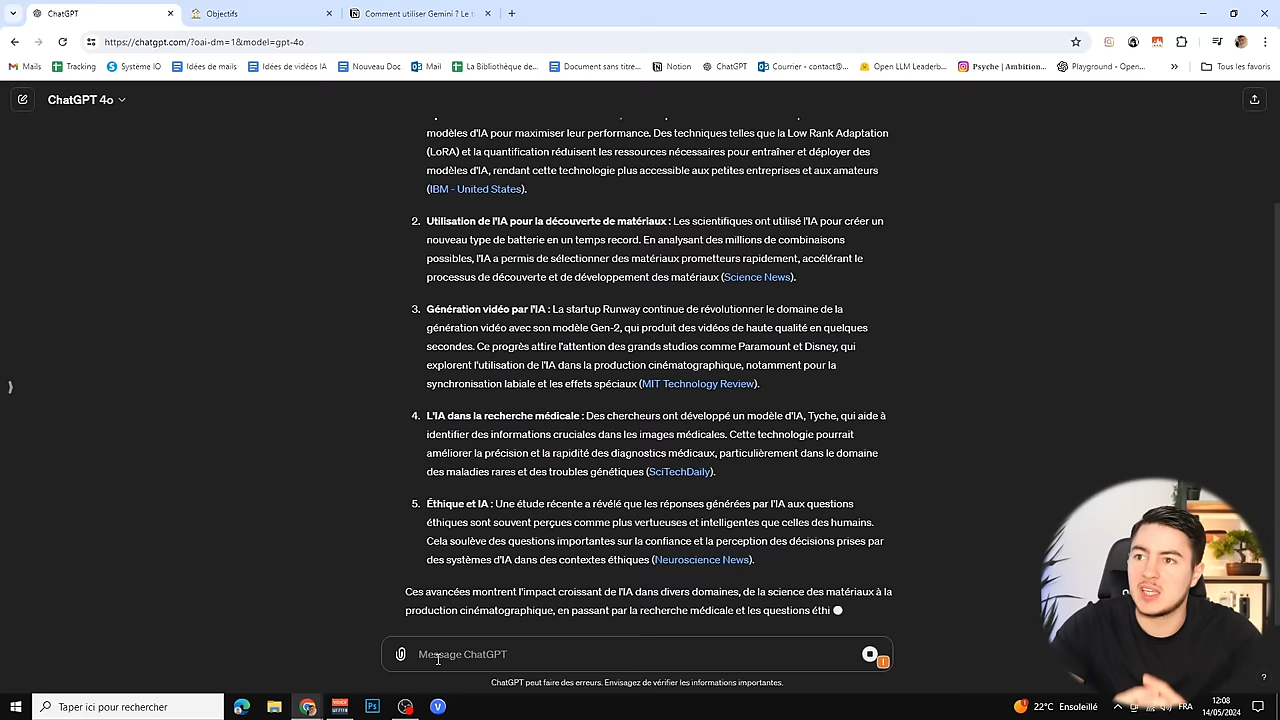 ChatGPT
Objectifs
Comment utiliser Gemini ? Le t
https://chatgpt.com/?oai-dm=1&model=gpt-4o
Mails
Tracking
Système IO
Idées de mails
Idées de vidéos IA
Nouveau Doc
Mail
La Bibliothèque de...
Document sans titre...
Notion
ChatGPT
Courrier - contact@...
Open LLM Leaderb...
Psyche | Ambition...
Playground - Open...
Tous les favoris
ChatGPT 4o
modèles d'IA pour maximiser leur performance. Des techniques telles que la Low Rank Adaptation
(LoRA) et la quantification réduisent les ressources nécessaires pour entraîner et déployer des
modèles d'IA, rendant cette technologie plus accessible aux petites entreprises et aux amateurs
(IBM - United States).
2. Utilisation de l'IA pour la découverte de matériaux : Les scientifiques ont utilisé l'IA pour créer un
nouveau type de batterie en un temps record. En analysant des millions de combinaisons
possibles, l'IA a permis de sélectionner des matériaux prometteurs rapidement, accélérant le
processus de découverte et de développement des matériaux (Science News).
3. Génération vidéo par l'IA : La startup Runway continue de révolutionner le domaine de la
génération vidéo avec son modèle Gen-2, qui produit des vidéos de haute qualité en quelques
secondes. Ce progrès attire l'attention des grands studios comme Paramount et Disney, qui
explorent l'utilisation de l'IA dans la production cinématographique, notamment pour la
synchronisation labiale et les effets spéciaux (MIT Technology Review).
4. L'IA dans la recherche médicale : Des chercheurs ont développé un modèle d'IA, Tyche, qui aide à
identifier des informations cruciales dans les images médicales. Cette technologie pourrait
améliorer la précision et la rapidité des diagnostics médicaux, particulièrement dans le domaine
des maladies rares et des troubles génétiques (SciTechDaily).
5. Éthique et IA : Une étude récente a révélé que les réponses générées par l'IA aux questions
éthiques sont souvent perçues comme plus vertueuses et intelligentes que celles des humains.
Cela soulève des questions importantes sur la confiance et la perception des décisions prises par
des systèmes d'IA dans des contextes éthiques (Neuroscience News).
Ces avancées montrent l'impact croissant de l'IA dans divers domaines, de la science des matériaux à la
production cinématographique, en passant par la recherche médicale et les questions éthi
Message ChatGPT
ChatGPT peut faire des erreurs. Envisagez de vérifier les informations importantes.
?
Taper ici pour rechercher
22°C Ensoleillé
FRA
12:08
14/05/2024